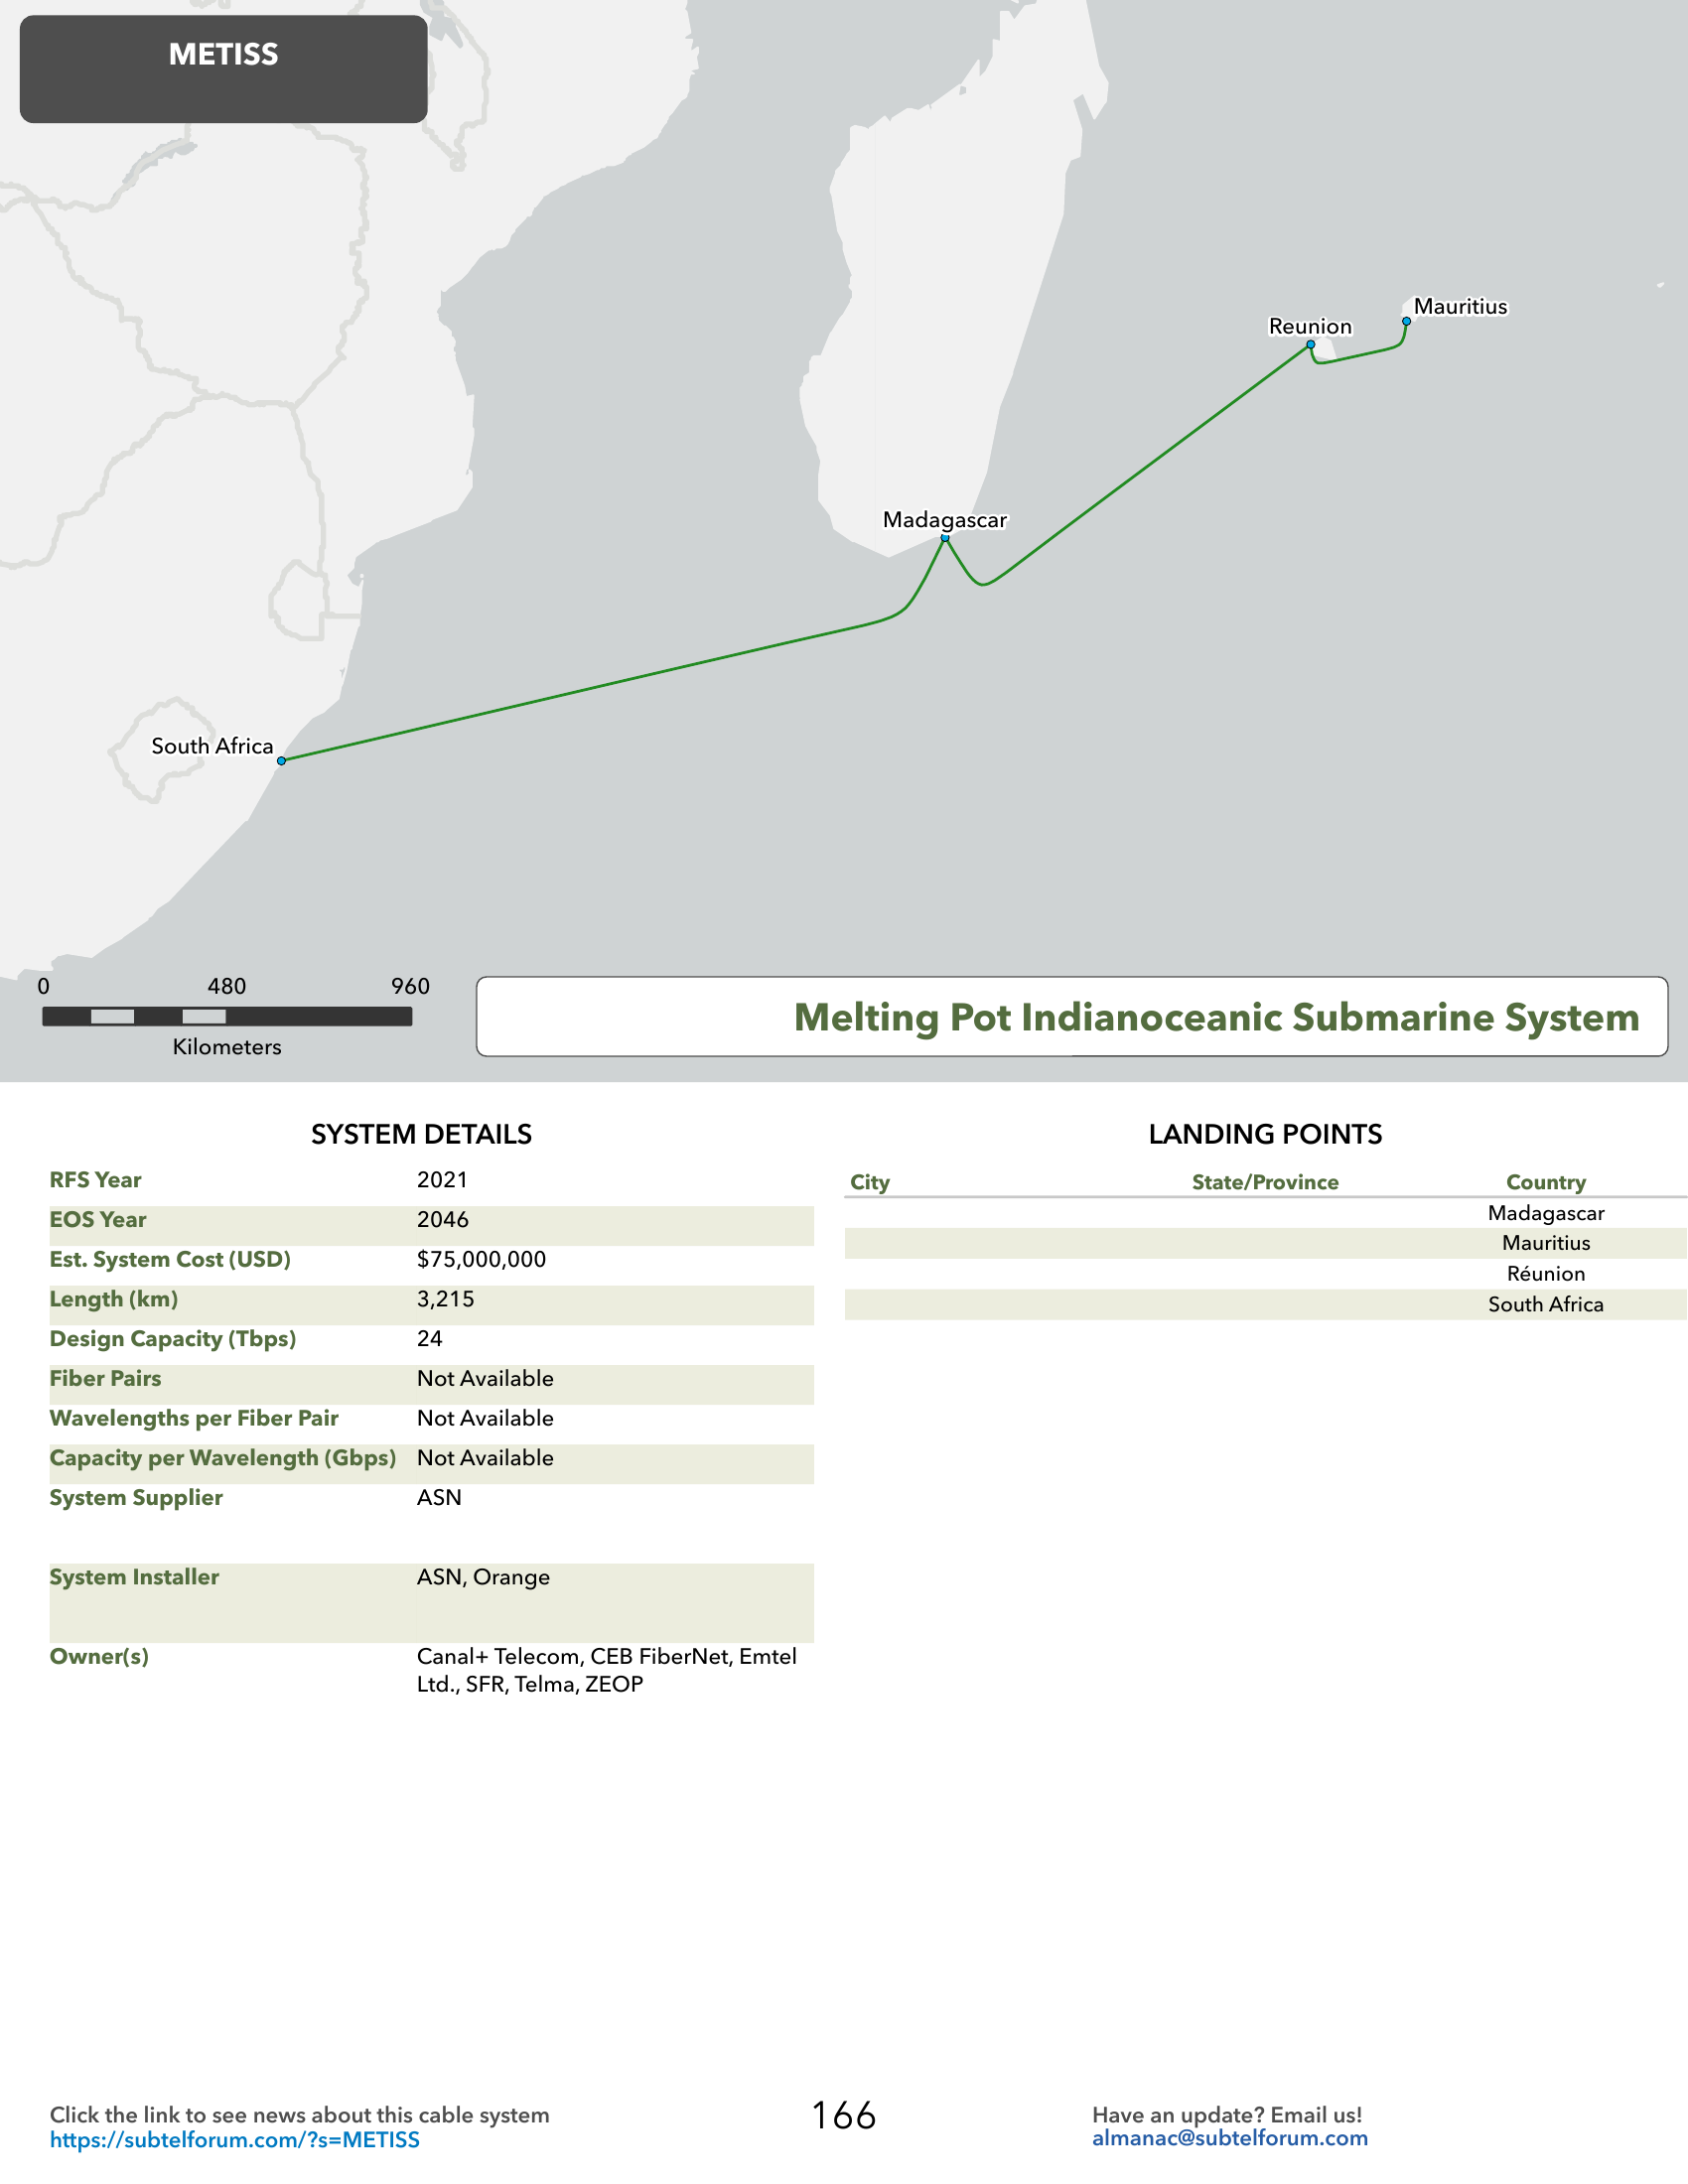 METISS
Mauritius
Reunion
Madagascar
South Africa
0 480 960
Kilometers
Melting Pot Indianoceanic Submarine System
SYSTEM DETAILS
RFS Year 2021
EOS Year 2046
Est. System Cost (USD) $75,000,000
Length (km) 3,215
Design Capacity (Tbps) 24
Fiber Pairs Not Available
Wavelengths per Fiber Pair Not Available
Capacity per Wavelength (Gbps) Not Available
System Supplier ASN
System Installer ASN, Orange
Owner(s) Canal+ Telecom, CEB FiberNet, Emtel
Ltd., SFR, Telma, ZEOP
LANDING POINTS
City State/Province Country
Madagascar
Mauritius
Réunion
South Africa
Click the link to see news about this cable system
https://subtelforum.com/?s=METISS
166
Have an update? Email us!
almanac@subtelforum.com